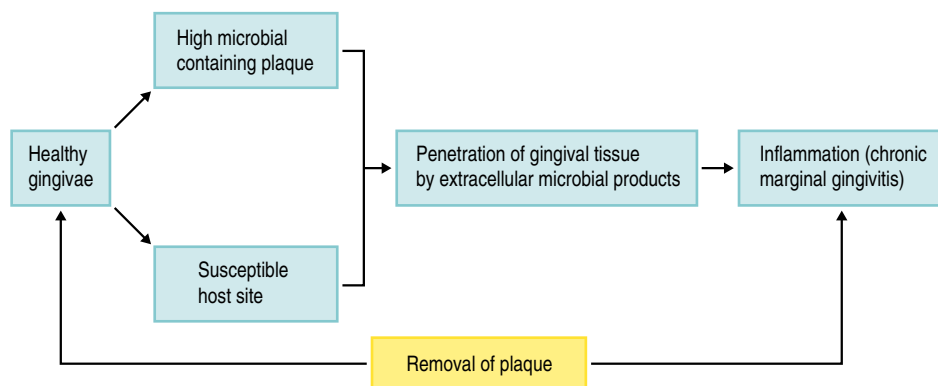 High microbial
containing plaque
Healthy
gingivae
Penetration of gingival tissue
by extracellular microbial products
Inflammation (chronic
marginal gingivitis)
Susceptible
host site
Removal of plaque